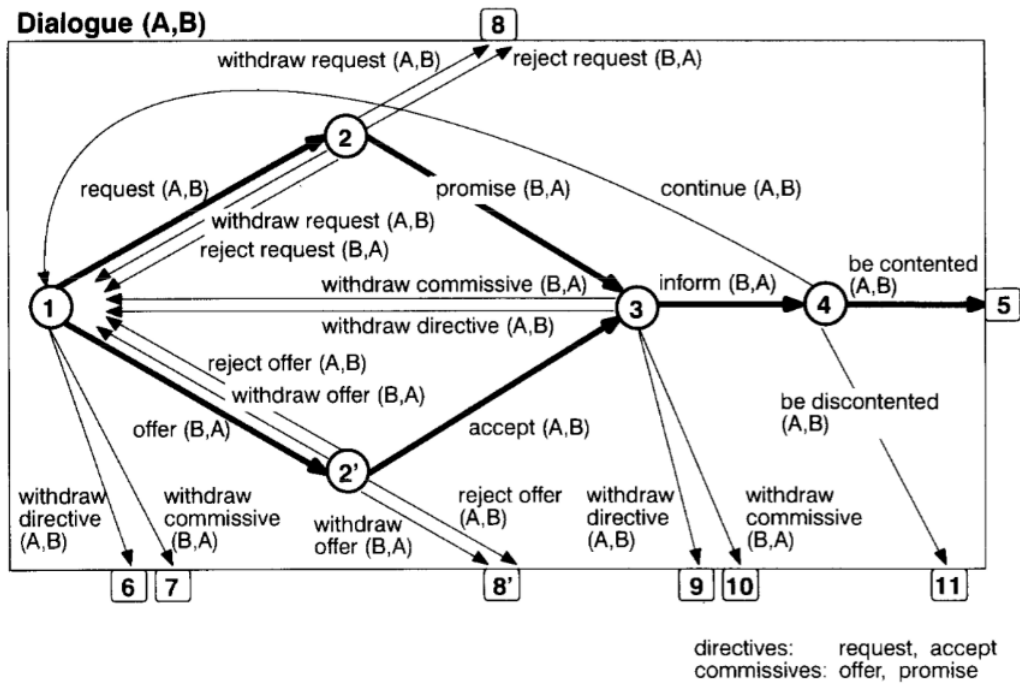 Dialogue (A,B)
8
withdraw request (A,B)
reject request (B,A)
2
request (A,B)
promise (B,A)
continue (A,B)
withdraw request (A,B)
reject request (B,A)
withdraw commissive (B,A)
inform (B,A)
be contented
(A,B)
1
3
4
5
withdraw directive (A,B)
reject offer (A,B)
withdraw offer (B,A)
offer (B,A)
accept (A,B)
be discontented
(A,B)
2'
withdraw
directive
(A,B)
withdraw
commissive
(B,A)
withdraw
offer (B,A)
reject offer
(A,B)
withdraw
directive
(A,B)
withdraw
commissive
(B,A)
6
7
8'
9
10
11
directives: request, accept
commissives: offer, promise